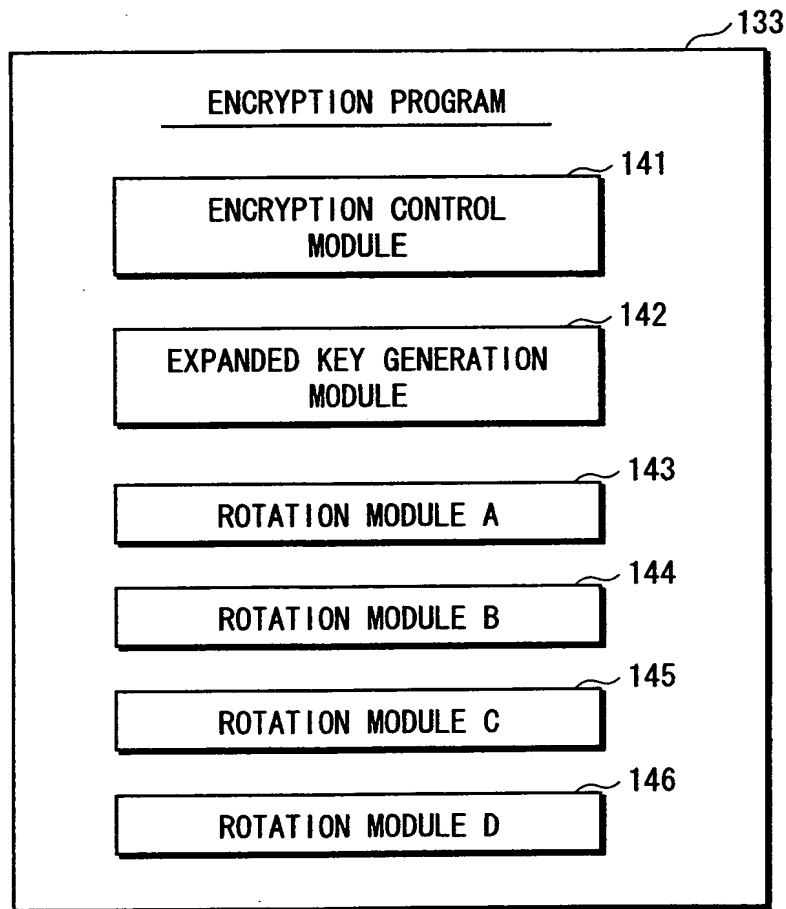 133
ENCRYPTION PROGRAM
141
ENCRYPTION CONTROL
MODULE
142
EXPANDED KEY GENERATION
MODULE
143
ROTATION MODULE A
144
ROTATION MODULE B
145
ROTATION MODULE C
146
ROTATION MODULE D